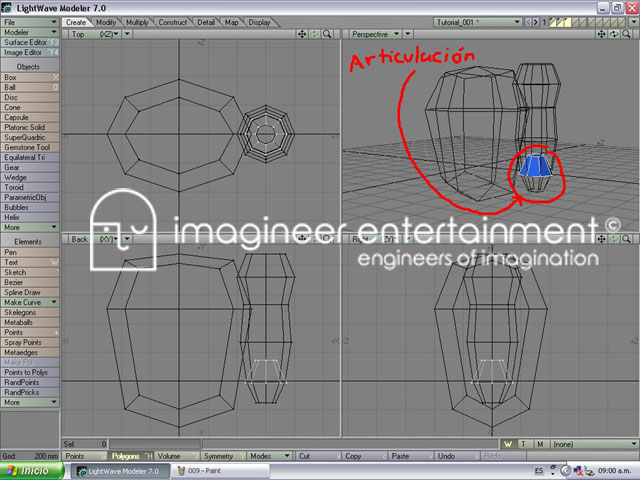 LightWave Modeler 7.0
File
Create Modify Multiply Construct Detail Map Display
Tutorial_001 *
1
Modeler
Surface Editor
Image Editor
Objects
Box X
Ball O
Disc
Cone
Capsule
Platonic Solid
SuperQuadric
Gemstone Tool
Equilateral Tri
Gear
Wedge
Toroid
ParametricObj
Bubbles
Helix
More
Elements
Pen
Text W
Sketch
Bezier
Spline Draw
Make Curve
Skelegons
Metaballs
Points +
Spray Points
Metaedges
Make Pol
Points to Polys
RandPoints
RandPricks
More
Top (XZ)
Perspective
Articulación
imagineer entertainment ©
engineers of imagination
Back (XY)
Right
Sel: 0
W T M (none)
Grid: 200 mm
Points Polygons Volume Symmetry Modes Cut Copy Paste Undo Redo
Inicio
LightWave Modeler 7.0
009 - Paint
ES
09:00 a.m.